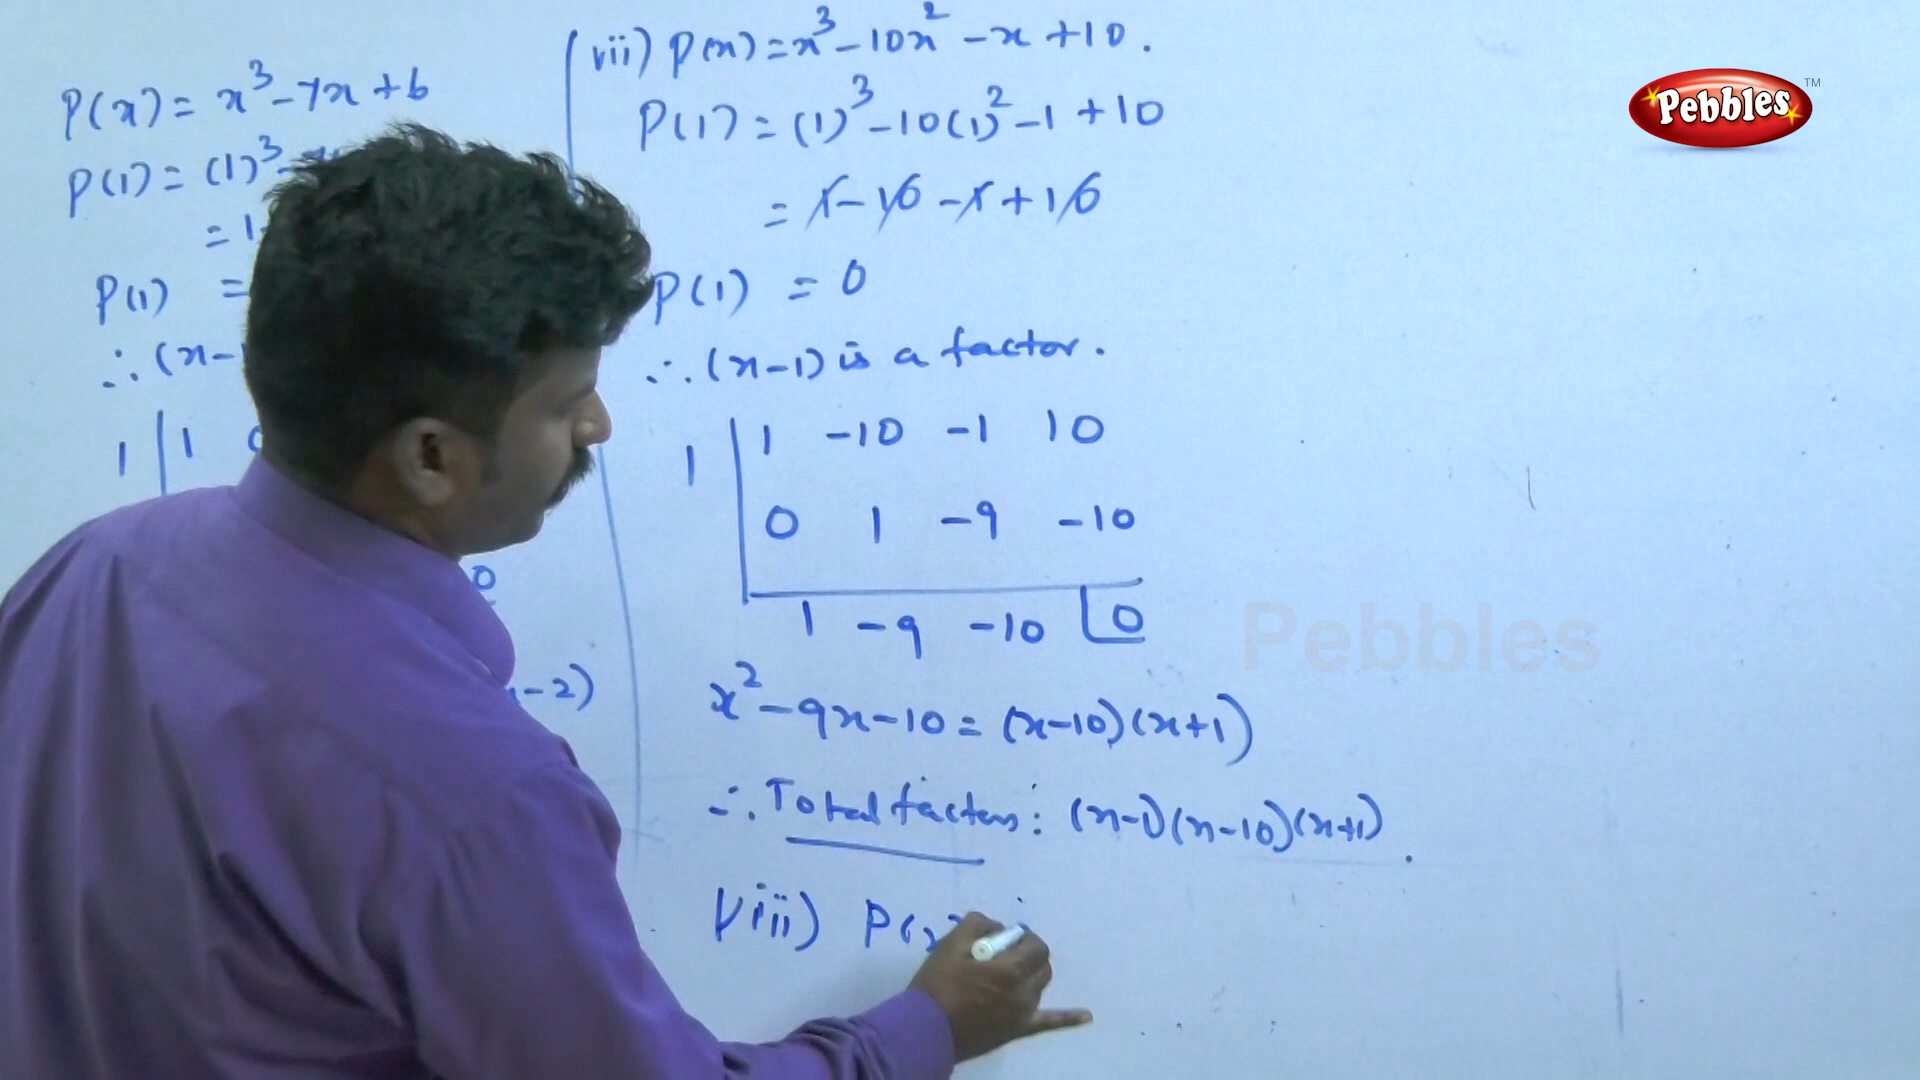 P(x) = x³ - 7x + 6
P(1) = (1)³ -
= 1
P(1) =
∴ (x-1
1 | 1
0
-2)
vii) P(x) = x³ - 10x² - x + 10.
P(1) = (1)³ - 10(1)² - 1 + 10
= 1 - 10 - 1 + 10
P(1) = 0
∴ (x-1) is a factor.
1 | 1 -10 -1 10
0 1 -9 -10
1 -9 -10 | 0
x² - 9x - 10 = (x-10)(x+1)
∴ Total factors: (x-1)(x-10)(x+1).
viii) P(x)
Pebbles™
Pebbles